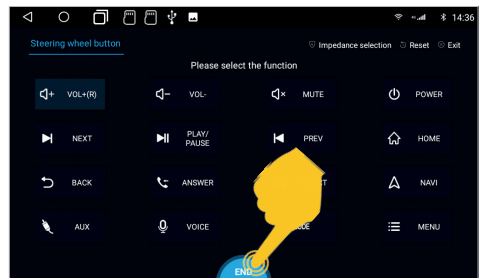 14:36
Steering wheel button
Impedance selection Reset Exit
Please select the function
VOL+(R) VOL- MUTE POWER
NEXT PLAY/
PAUSE PREV HOME
BACK ANSWER NAVI
AUX VOICE MENU
END